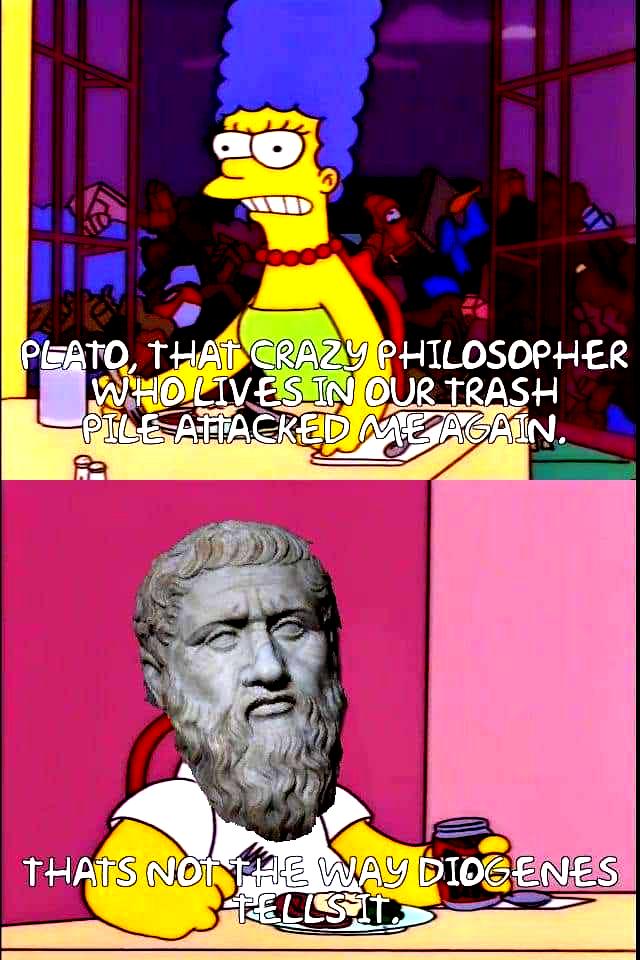 PLATO, THAT CRAZY PHILOSOPHER
WHO LIVES IN OUR TRASH
PILE ATTACKED ME AGAIN.
THATS NOT THE WAY DIOGENES
TELLS IT.